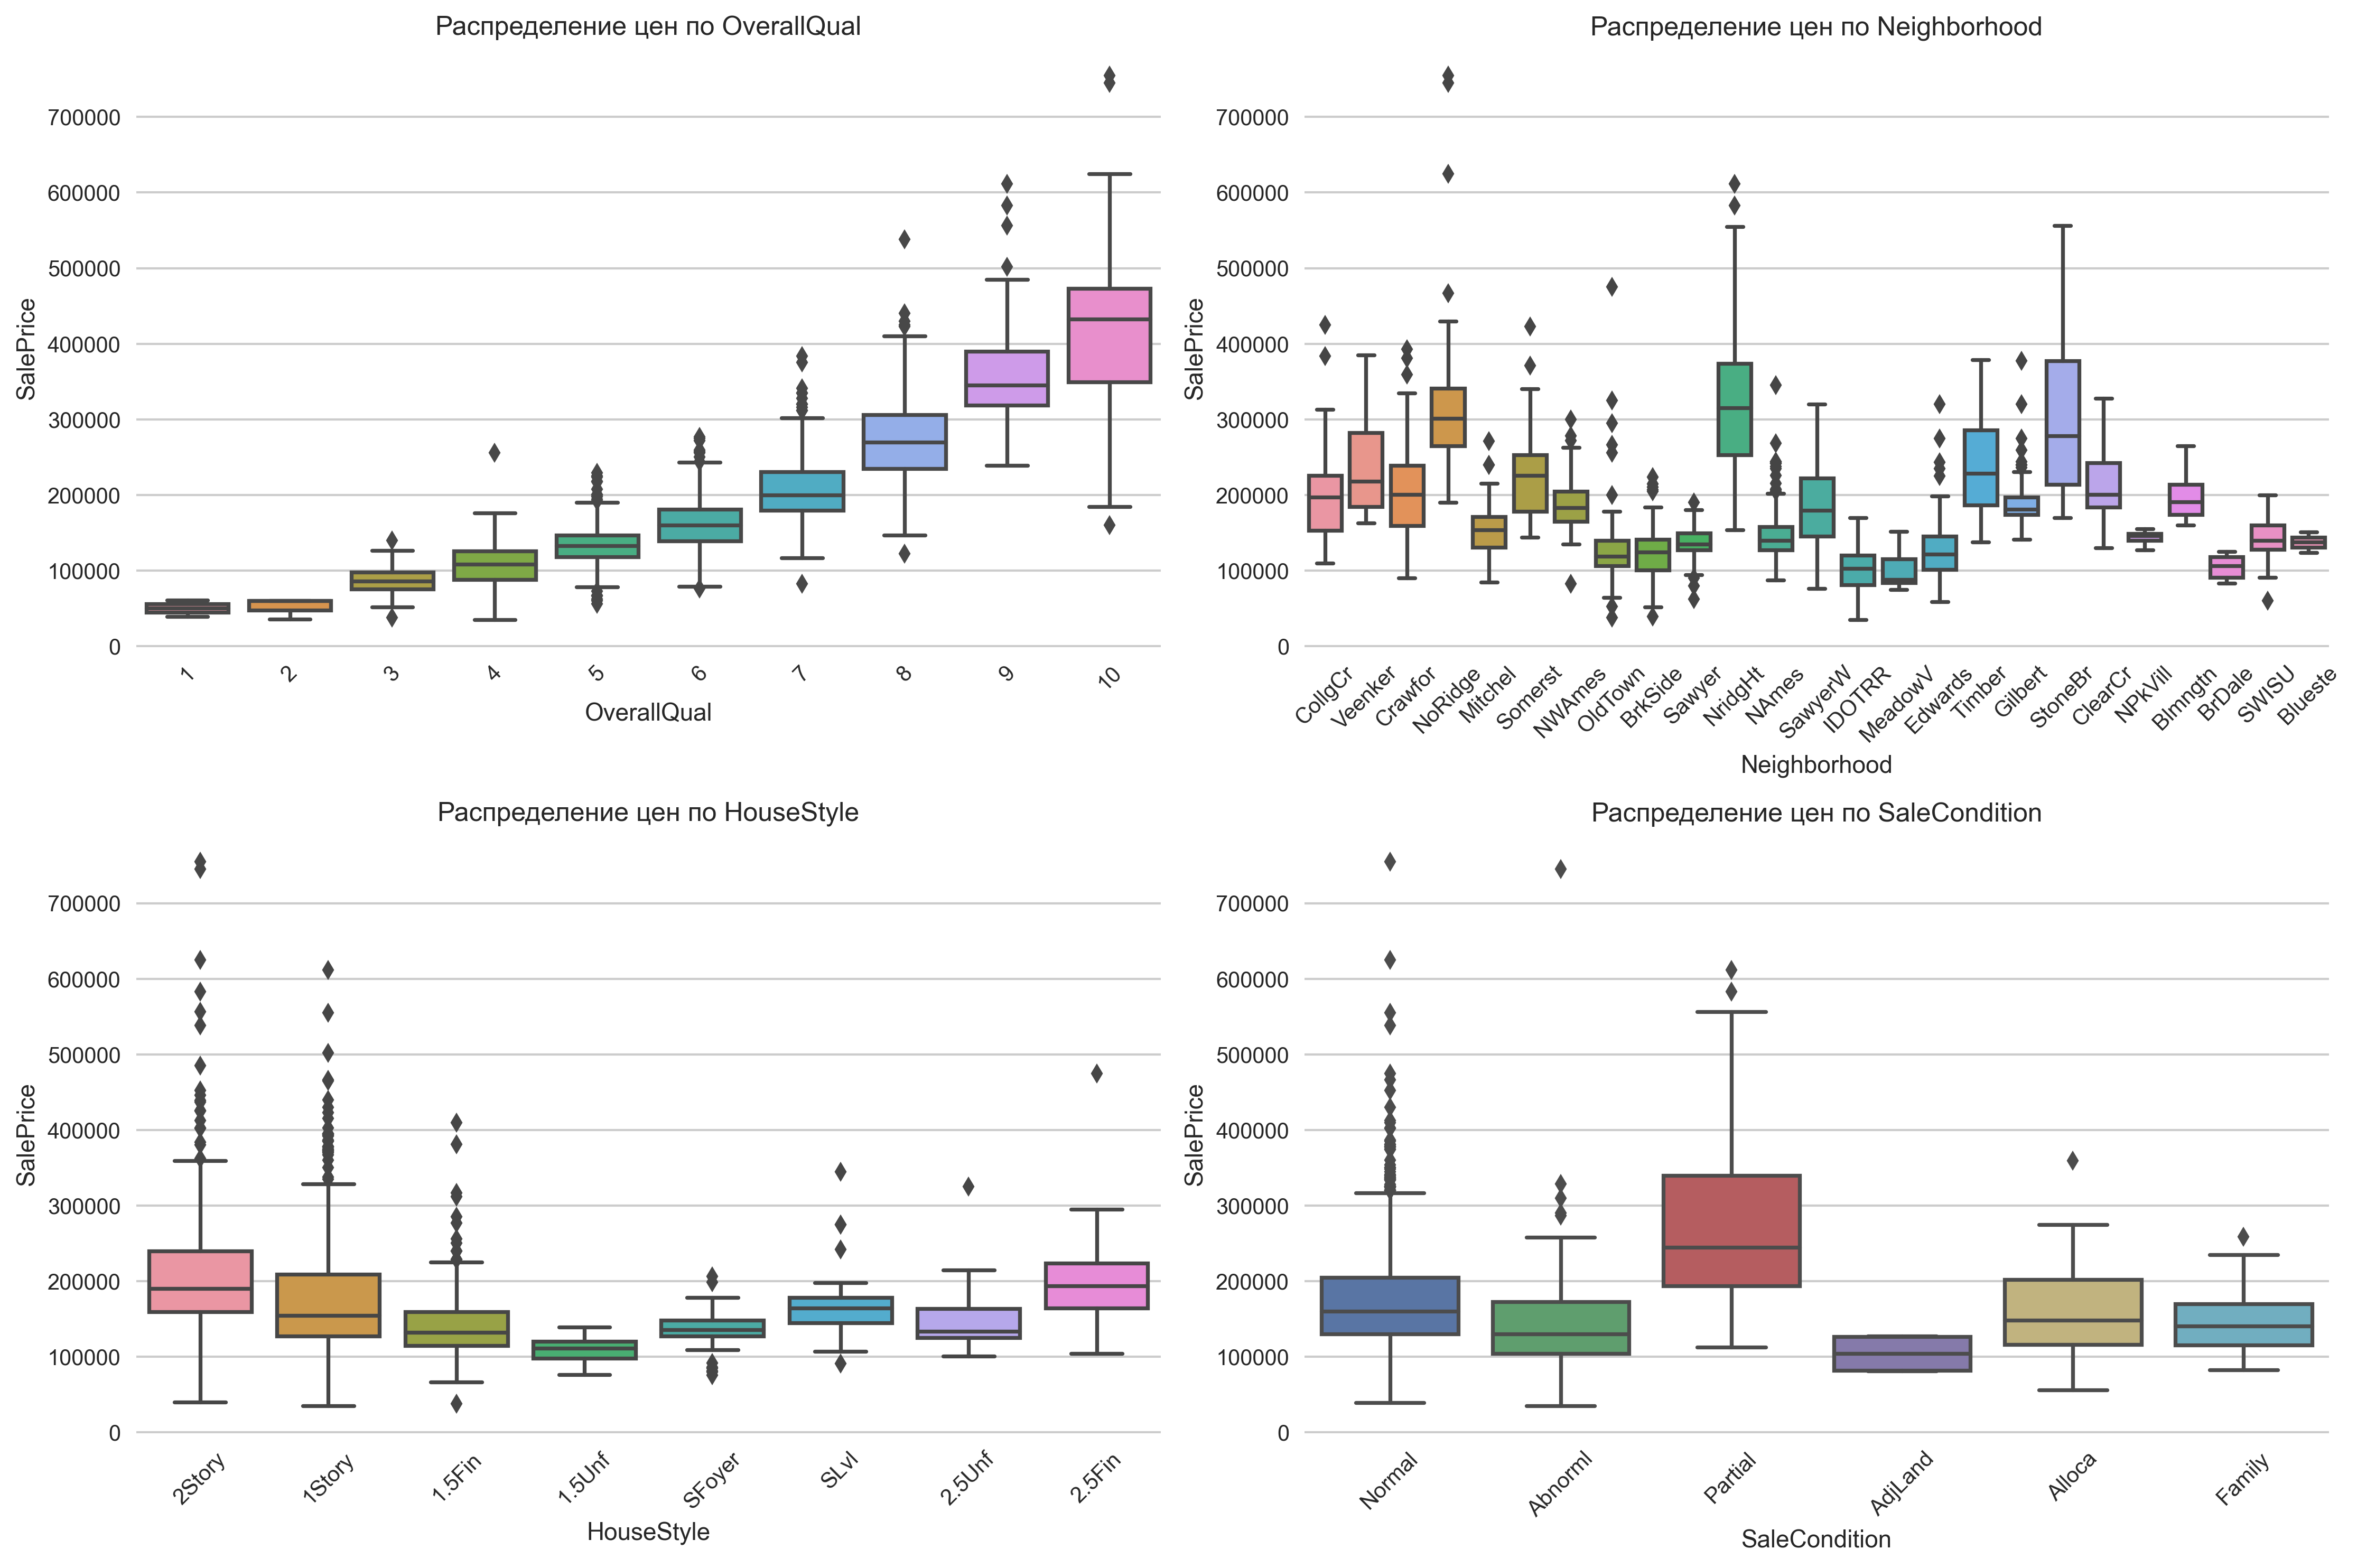 Распределение цен по OverallQual
SalePrice
700000
600000
500000
400000
300000
200000
100000
0
1 2 3 4 5 6 7 8 9 10
OverallQual
Распределение цен по Neighborhood
SalePrice
700000
600000
500000
400000
300000
200000
100000
0
CollgCr Veenker Crawfor NoRidge Mitchel Somerst NWAmes OldTown BrkSide Sawyer NridgHt NAmes SawyerW IDOTRR MeadowV Edwards Timber Gilbert StoneBr ClearCr NPkVill Blmngtn BrDale SWISU Blueste
Neighborhood
Распределение цен по HouseStyle
SalePrice
700000
600000
500000
400000
300000
200000
100000
0
2Story 1Story 1.5Fin 1.5Unf SFoyer SLvl 2.5Unf 2.5Fin
HouseStyle
Распределение цен по SaleCondition
SalePrice
700000
600000
500000
400000
300000
200000
100000
0
Normal Abnorml Partial AdjLand Alloca Family
SaleCondition